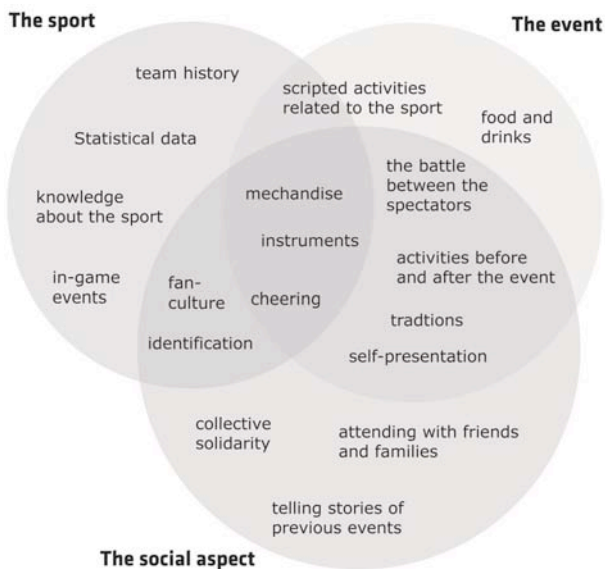 The sport
The event
team history
scripted activities
related to the sport
food and
drinks
Statistical data
the battle
between the
spectators
mechandise
knowledge
about the sport
instruments
activities before
and after the event
in-game
events
fan-
culture
cheering
tradtions
identification
self-presentation
collective
solidarity
attending with friends
and families
telling stories of
previous events
The social aspect